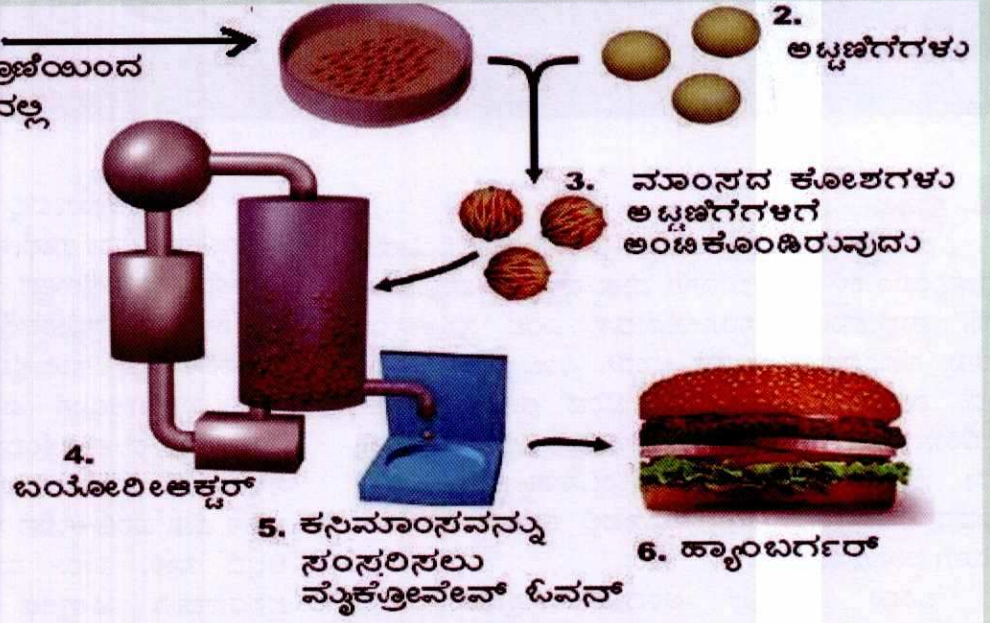 2.
ಅಟ್ಟಣಿಗೆಗಳು
ನಲ್ಲಿ
3. ಮಾಂಸದ ಕೋಶಗಳು
ಅಟ್ಟಣಿಗೆಗಳಿಗೆ
ಅಂಟಿಕೊಂಡಿರುವುದು
4.
ಬಯೋರಿಆಕ್ಟರ್
5. ಕಸಿಮಾಂಸವನ್ನು
ಸಂಸ್ಕರಿಸಲು
ಮೈಕ್ರೋವೇವ್ ಓವನ್
6. ಹ್ಯಾಂಬರ್ಗರ್